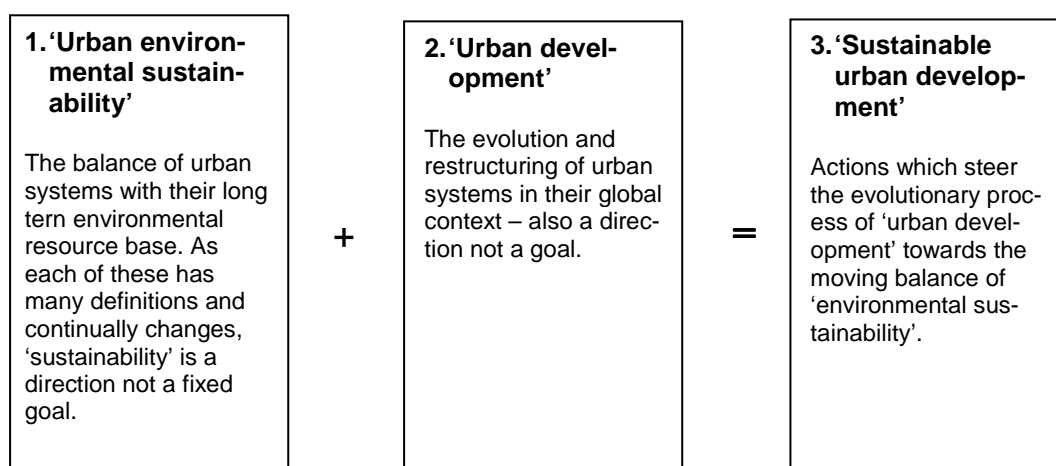 1. ‘Urban environ-
mental sustain-
ability’
The balance of urban
systems with their long
tern environmental
resource base. As
each of these has
many definitions and
continually changes,
‘sustainability’ is a
direction not a fixed
goal.
+
2. ‘Urban devel-
opment’
The evolution and
restructuring of urban
systems in their global
context – also a direc-
tion not a goal.
=
3. ‘Sustainable
urban develop-
ment’
Actions which steer
the evolutionary proc-
ess of ‘urban devel-
opment’ towards the
moving balance of
‘environmental sus-
tainability’.